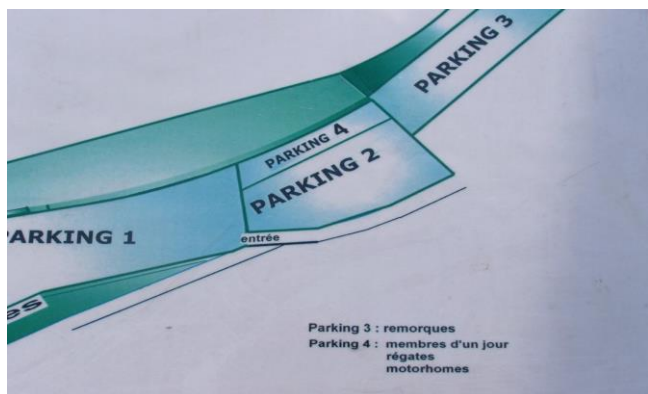 PARKING 3
PARKING 4
PARKING 2
PARKING 1
entrée
es
Parking 3 : remorques
Parking 4 : membres d'un jour
régates
motorhomes